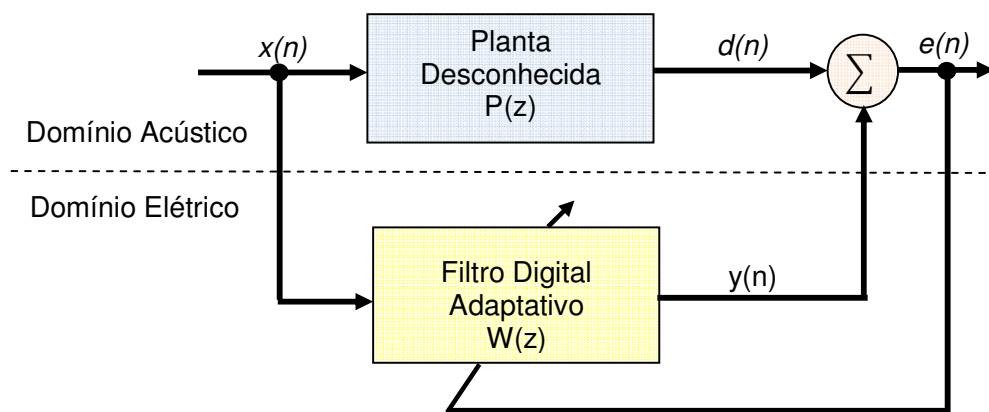 x(n)
Planta
Desconhecida
P(z)
d(n)
∑
e(n)
Domínio Acústico
Domínio Elétrico
Filtro Digital
Adaptativo
W(z)
y(n)